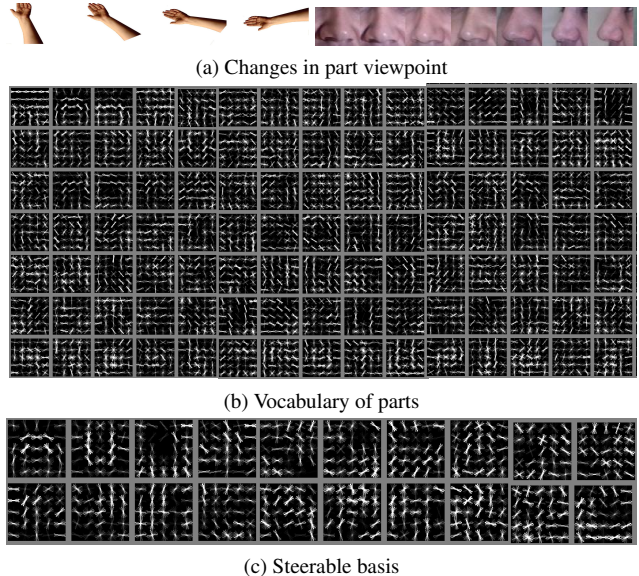 (a) Changes in part viewpoint
(b) Vocabulary of parts
(c) Steerable basis